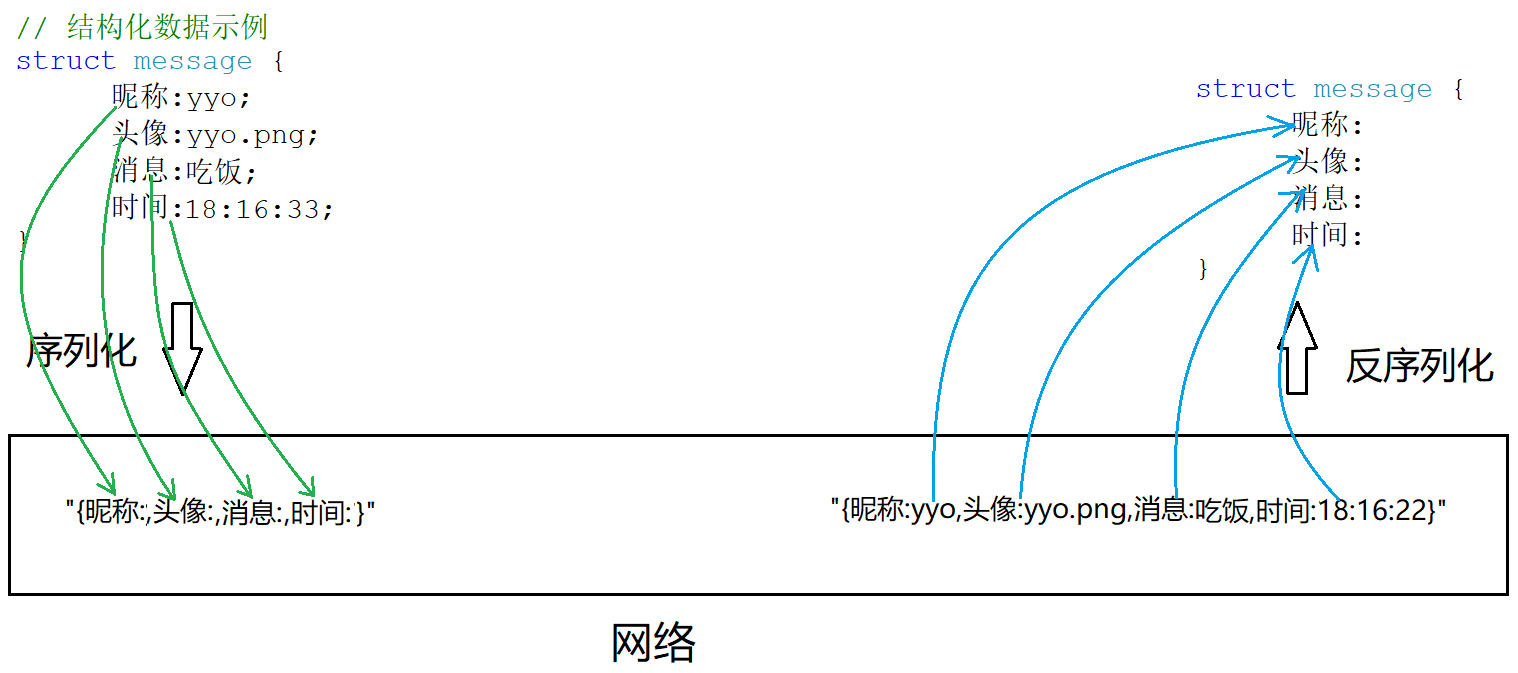 // 结构化数据示例
struct message {
昵称:yyo;
头像:yyo.png;
消息:吃饭;
时间:18:16:33;
}
struct message {
昵称:
头像:
消息:
时间:
}
序列化
反序列化
"{昵称:,头像:,消息:,时间: }"
"{昵称:yyo,头像:yyo.png,消息:吃饭,时间:18:16:22}"
网络